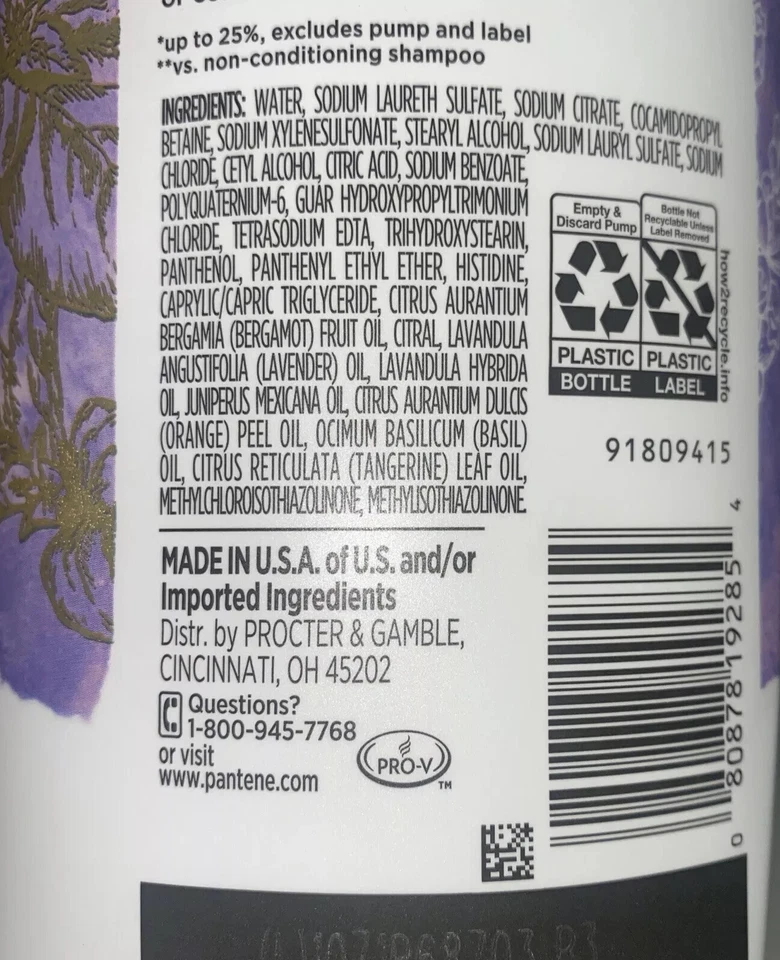 *up to 25%, excludes pump and label
**vs. non-conditioning shampoo
INGREDIENTS: WATER, SODIUM LAURETH SULFATE, SODIUM CITRATE, COCAMIDOPROPYL
BETAINE, SODIUM XYLENESULFONATE, STEARYL ALCOHOL, SODIUM LAURYL SULFATE, SODIUM
CHLORIDE, CETYL ALCOHOL, CITRIC ACID, SODIUM BENZOATE,
POLYQUATERNIUM-6, GUAR HYDROXYPROPYLTRIMONIUM
CHLORIDE, TETRASODIUM EDTA, TRIHYDROXYSTEARIN,
PANTHENOL, PANTHENYL ETHYL ETHER, HISTIDINE,
CAPRYLIC/CAPRIC TRIGLYCERIDE, CITRUS AURANTIUM
BERGAMIA (BERGAMOT) FRUIT OIL, CITRAL, LAVANDULA
ANGUSTIFOLIA (LAVENDER) OIL, LAVANDULA HYBRIDA
OIL, JUNIPERUS MEXICANA OIL, CITRUS AURANTIUM DULCIS
(ORANGE) PEEL OIL, OCIMUM BASILICUM (BASIL)
OIL, CITRUS RETICULATA (TANGERINE) LEAF OIL,
METHYLCHLOROISOTHIAZOLINONE, METHYLISOTHIAZOLINONE.
Empty &
Discard Pump
PLASTIC
BOTTLE
Bottle Not
Recyclable Unless
Label Removed
PLASTIC
LABEL
how2recycle.info
91809415
MADE IN U.S.A. of U.S. and/or
Imported Ingredients
Distr. by PROCTER & GAMBLE,
CINCINNATI, OH 45202
Questions?
1-800-945-7768
or visit
www.pantene.com
PRO-V
TM
0 80878 19285 4